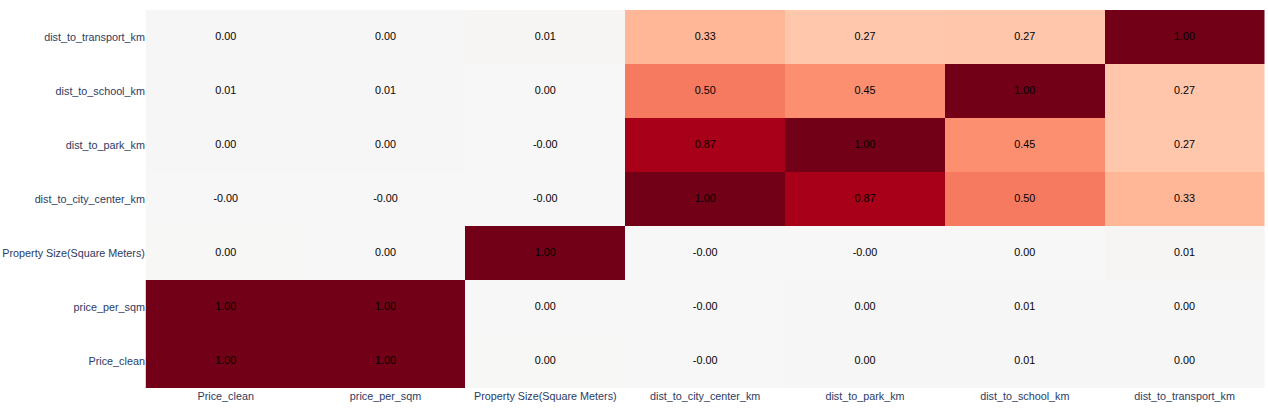 dist_to_transport_km 0.00 0.00 0.01 0.33 0.27 0.27 1.00
dist_to_school_km 0.01 0.01 0.00 0.50 0.45 1.00 0.27
dist_to_park_km 0.00 0.00 -0.00 0.87 1.00 0.45 0.27
dist_to_city_center_km -0.00 -0.00 -0.00 1.00 0.87 0.50 0.33
Property Size(Square Meters) 0.00 0.00 1.00 -0.00 -0.00 0.00 0.01
price_per_sqm 1.00 1.00 0.00 -0.00 0.00 0.01 0.00
Price_clean 1.00 1.00 0.00 -0.00 0.00 0.01 0.00
Price_clean price_per_sqm Property Size(Square Meters) dist_to_city_center_km dist_to_park_km dist_to_school_km dist_to_transport_km